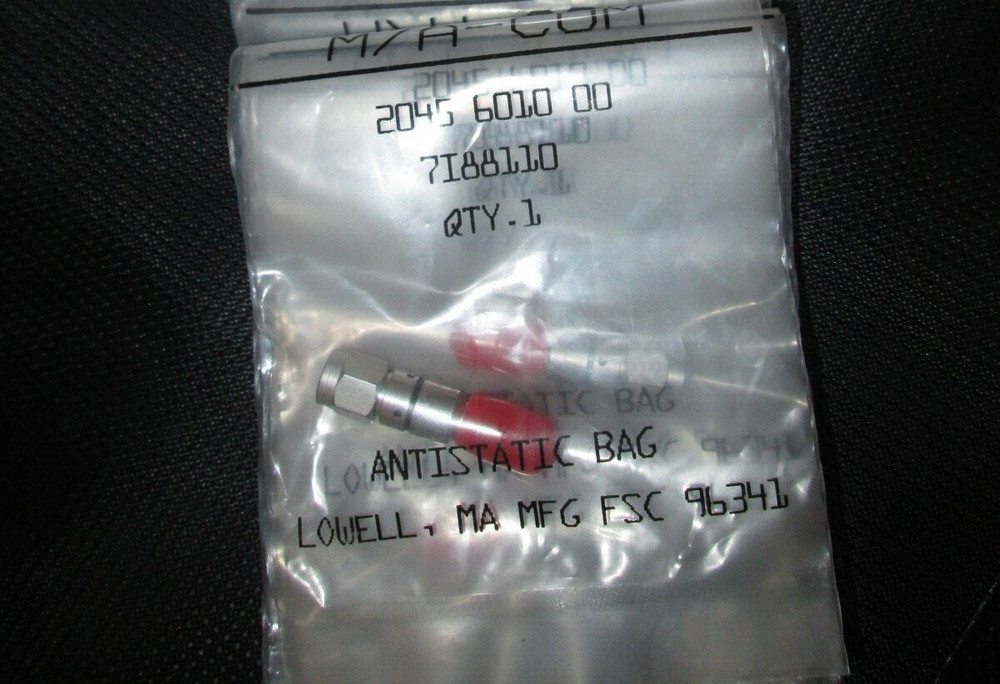 M/A-COM
2045 6010 00
7I88110
QTY.1
ANTISTATIC BAG
LOWELL, MA MFG FSC 96341